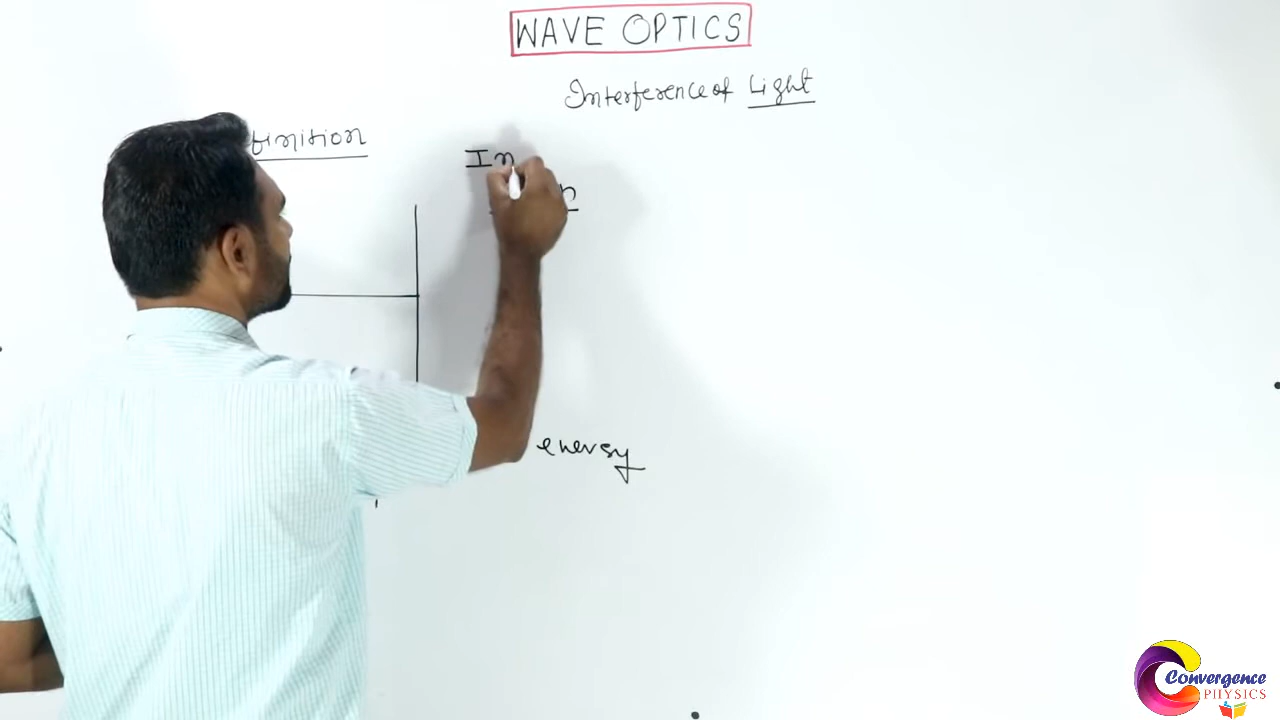 WAVE OPTICS
Interference of Light
finition
In
n
energy
Convergence
PHYSICS